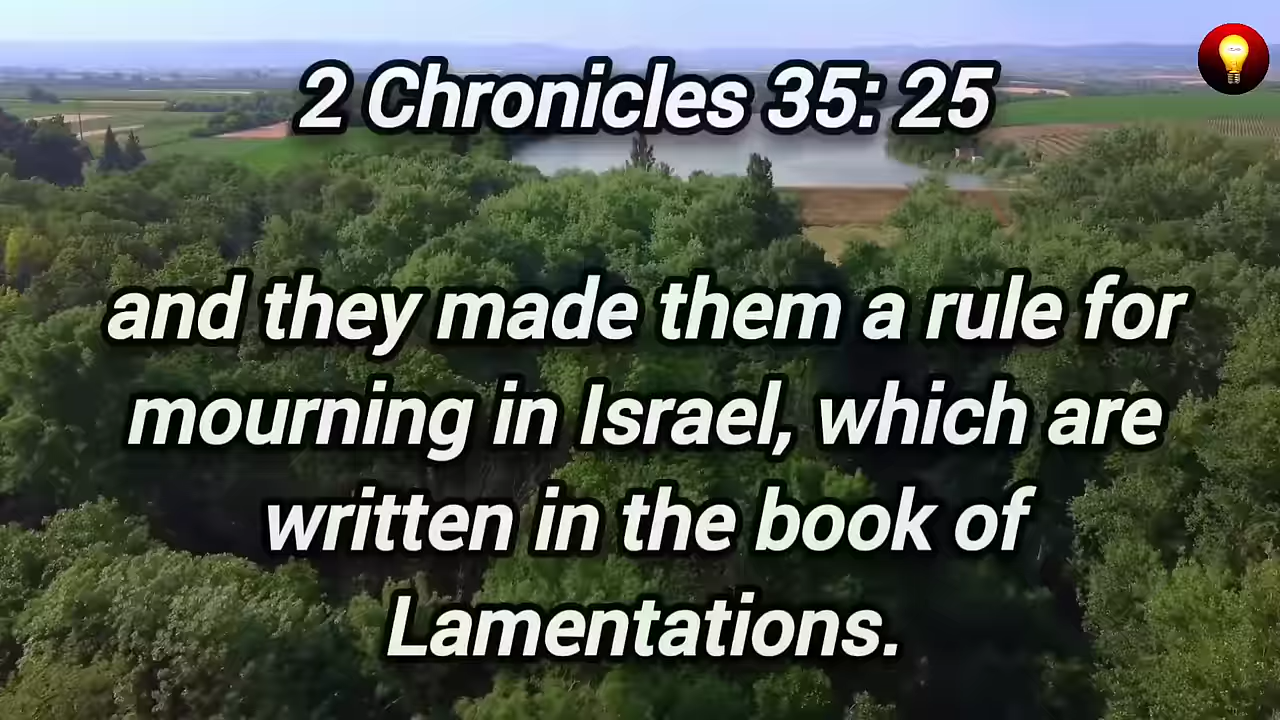 2 Chronicles 35: 25
and they made them a rule for
mourning in Israel, which are
written in the book of
Lamentations.